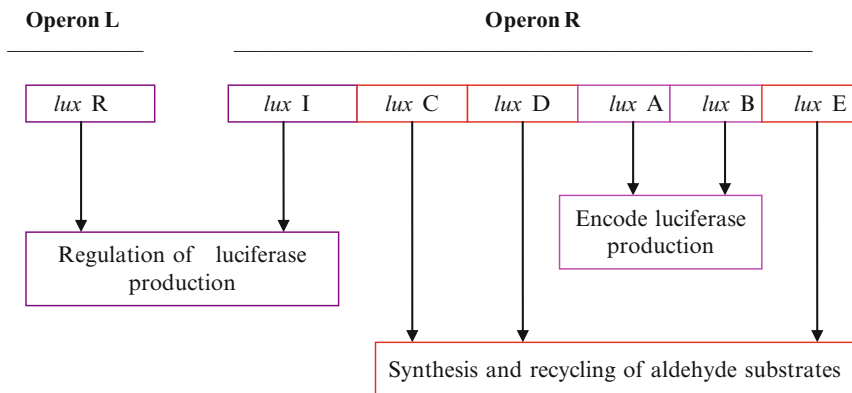 Operon L
Operon R
lux R
lux I
lux C
lux D
lux A
lux B
lux E
Encode luciferase
production
Regulation of luciferase
production
Synthesis and recycling of aldehyde substrates